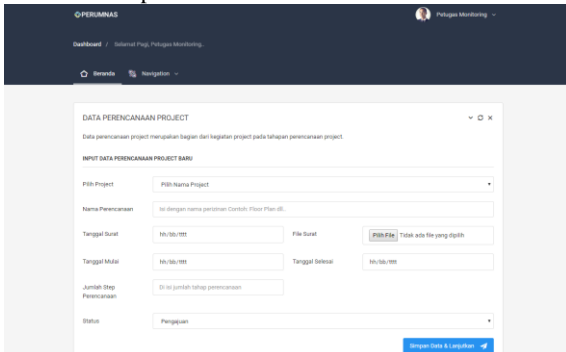 PERUMNAS
Petugas Monitoring
Dashboard / Selamat Pagi, Petugas Monitoring..
Beranda Navigation
DATA PERENCANAAN PROJECT
Data perencanaan project merupakan bagian dari kegiatan project pada tahapan perencanaan project.
INPUT DATA PERENCANAAN PROJECT BARU
Pilih Project Pilih Nama Project
Nama Perencanaan Isi dengan nama perizinan Contoh: Floor Plan dll.
Tanggal Surat hh/bb/tttt File Surat Pilih File Tidak ada file yang dipilih
Tanggal Mulai hh/bb/tttt Tanggal Selesai hh/bb/tttt
Jumlah Step Perencanaan Di isi jumlah tahap perencanaan
Status Pengajuan
Simpan Data & Lanjutkan